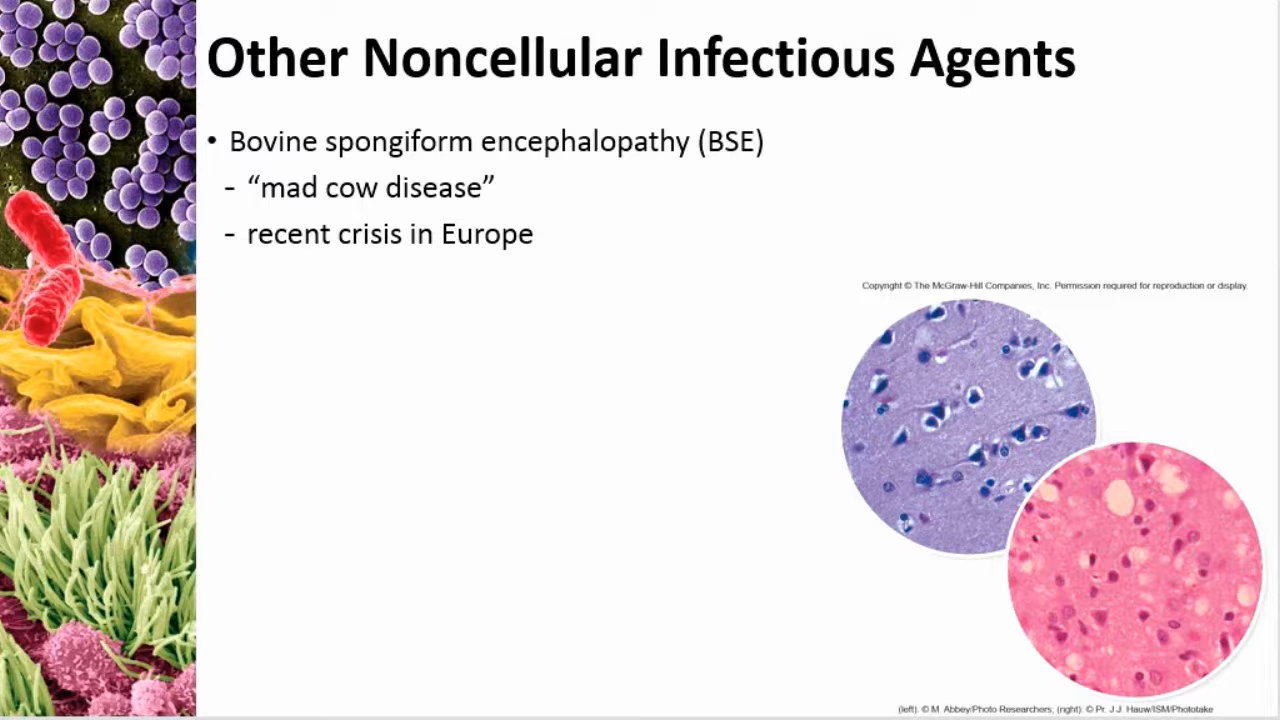 Other Noncellular Infectious Agents
• Bovine spongiform encephalopathy (BSE)
- “mad cow disease”
- recent crisis in Europe
Copyright © The McGraw-Hill Companies, Inc. Permission required for reproduction or display.
(left): © M. Abbey/Photo Researchers; (right): © Pr. J.J. Hauw/ISM/Phototake